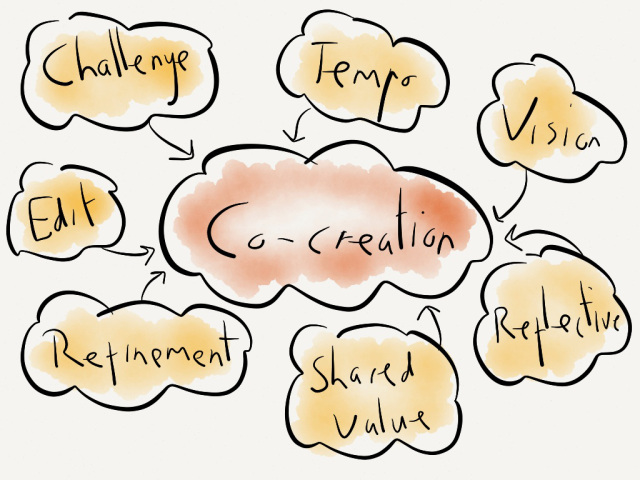 Challenge
Tempo
Vision
Edit
Co-creation
Refinement
Shared
value
Reflective